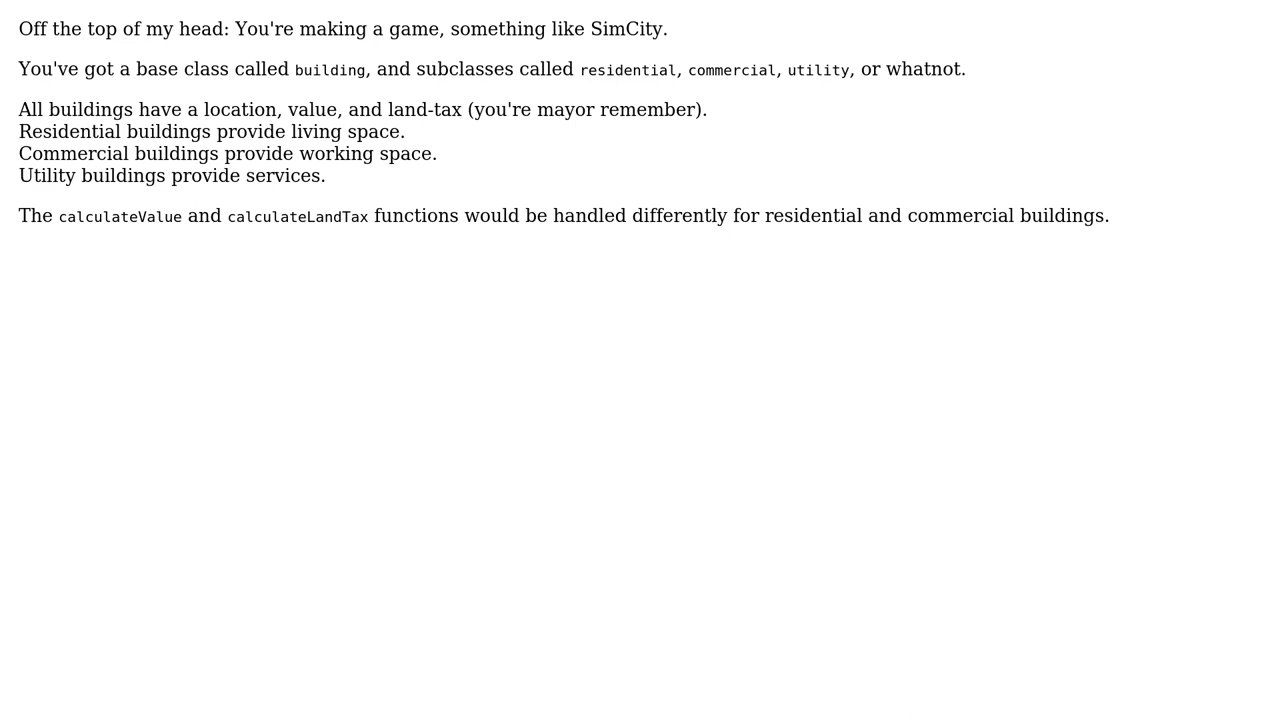 Off the top of my head: You're making a game, something like SimCity.
You've got a base class called building, and subclasses called residential, commercial, utility, or whatnot.
All buildings have a location, value, and land-tax (you're mayor remember).
Residential buildings provide living space.
Commercial buildings provide working space.
Utility buildings provide services.
The calculateValue and calculateLandTax functions would be handled differently for residential and commercial buildings.